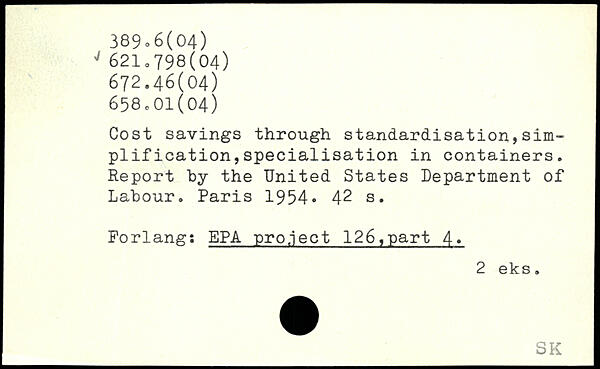 389.6(04)
✓ 621.798(04)
672.46(04)
658.01(04)
Cost savings through standardisation,sim-
plification,specialisation in containers.
Report by the United States Department of
Labour. Paris 1954. 42 s.
Forlang: EPA project 126,part 4.
2 eks.
SK